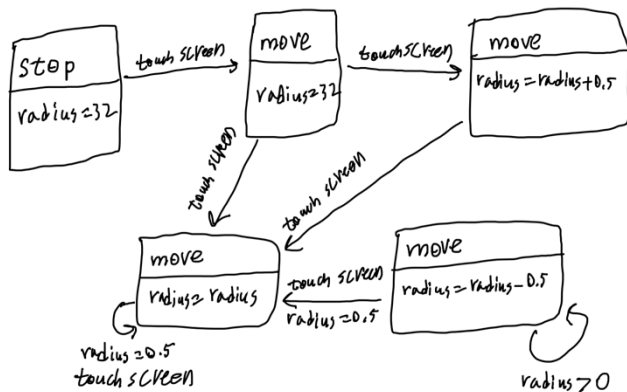 stop
radius=32
touch screen
move
radius=32
touch screen
move
radius=radius+0.5
touch screen
touch screen
move
radius=radius
radius=0.5
touch screen
touch screen
radius=0.5
move
radius=radius-0.5
radius>0